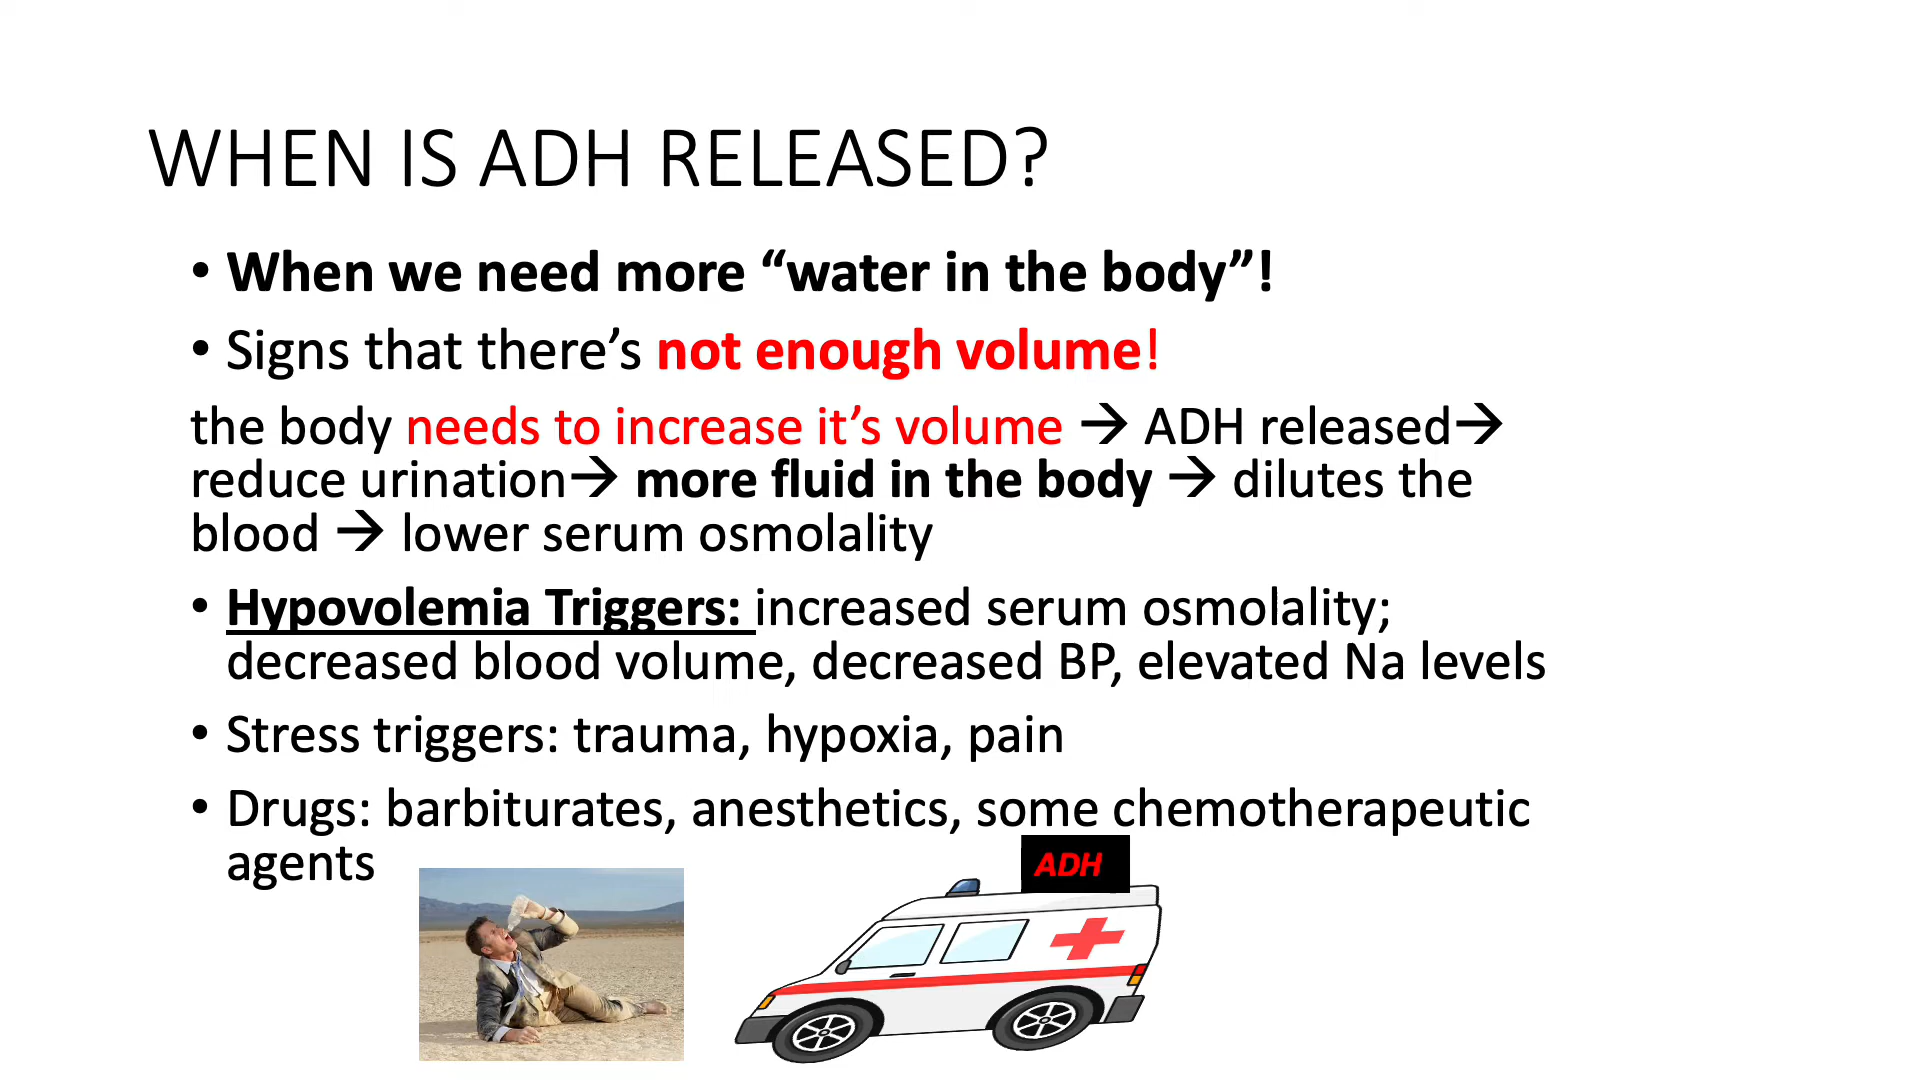 WHEN IS ADH RELEASED?
• When we need more “water in the body”!
• Signs that there’s not enough volume!
the body needs to increase it’s volume → ADH released→
reduce urination→ more fluid in the body → dilutes the
blood → lower serum osmolality
• Hypovolemia Triggers: increased serum osmolality;
decreased blood volume, decreased BP, elevated Na levels
• Stress triggers: trauma, hypoxia, pain
• Drugs: barbiturates, anesthetics, some chemotherapeutic
agents
ADH